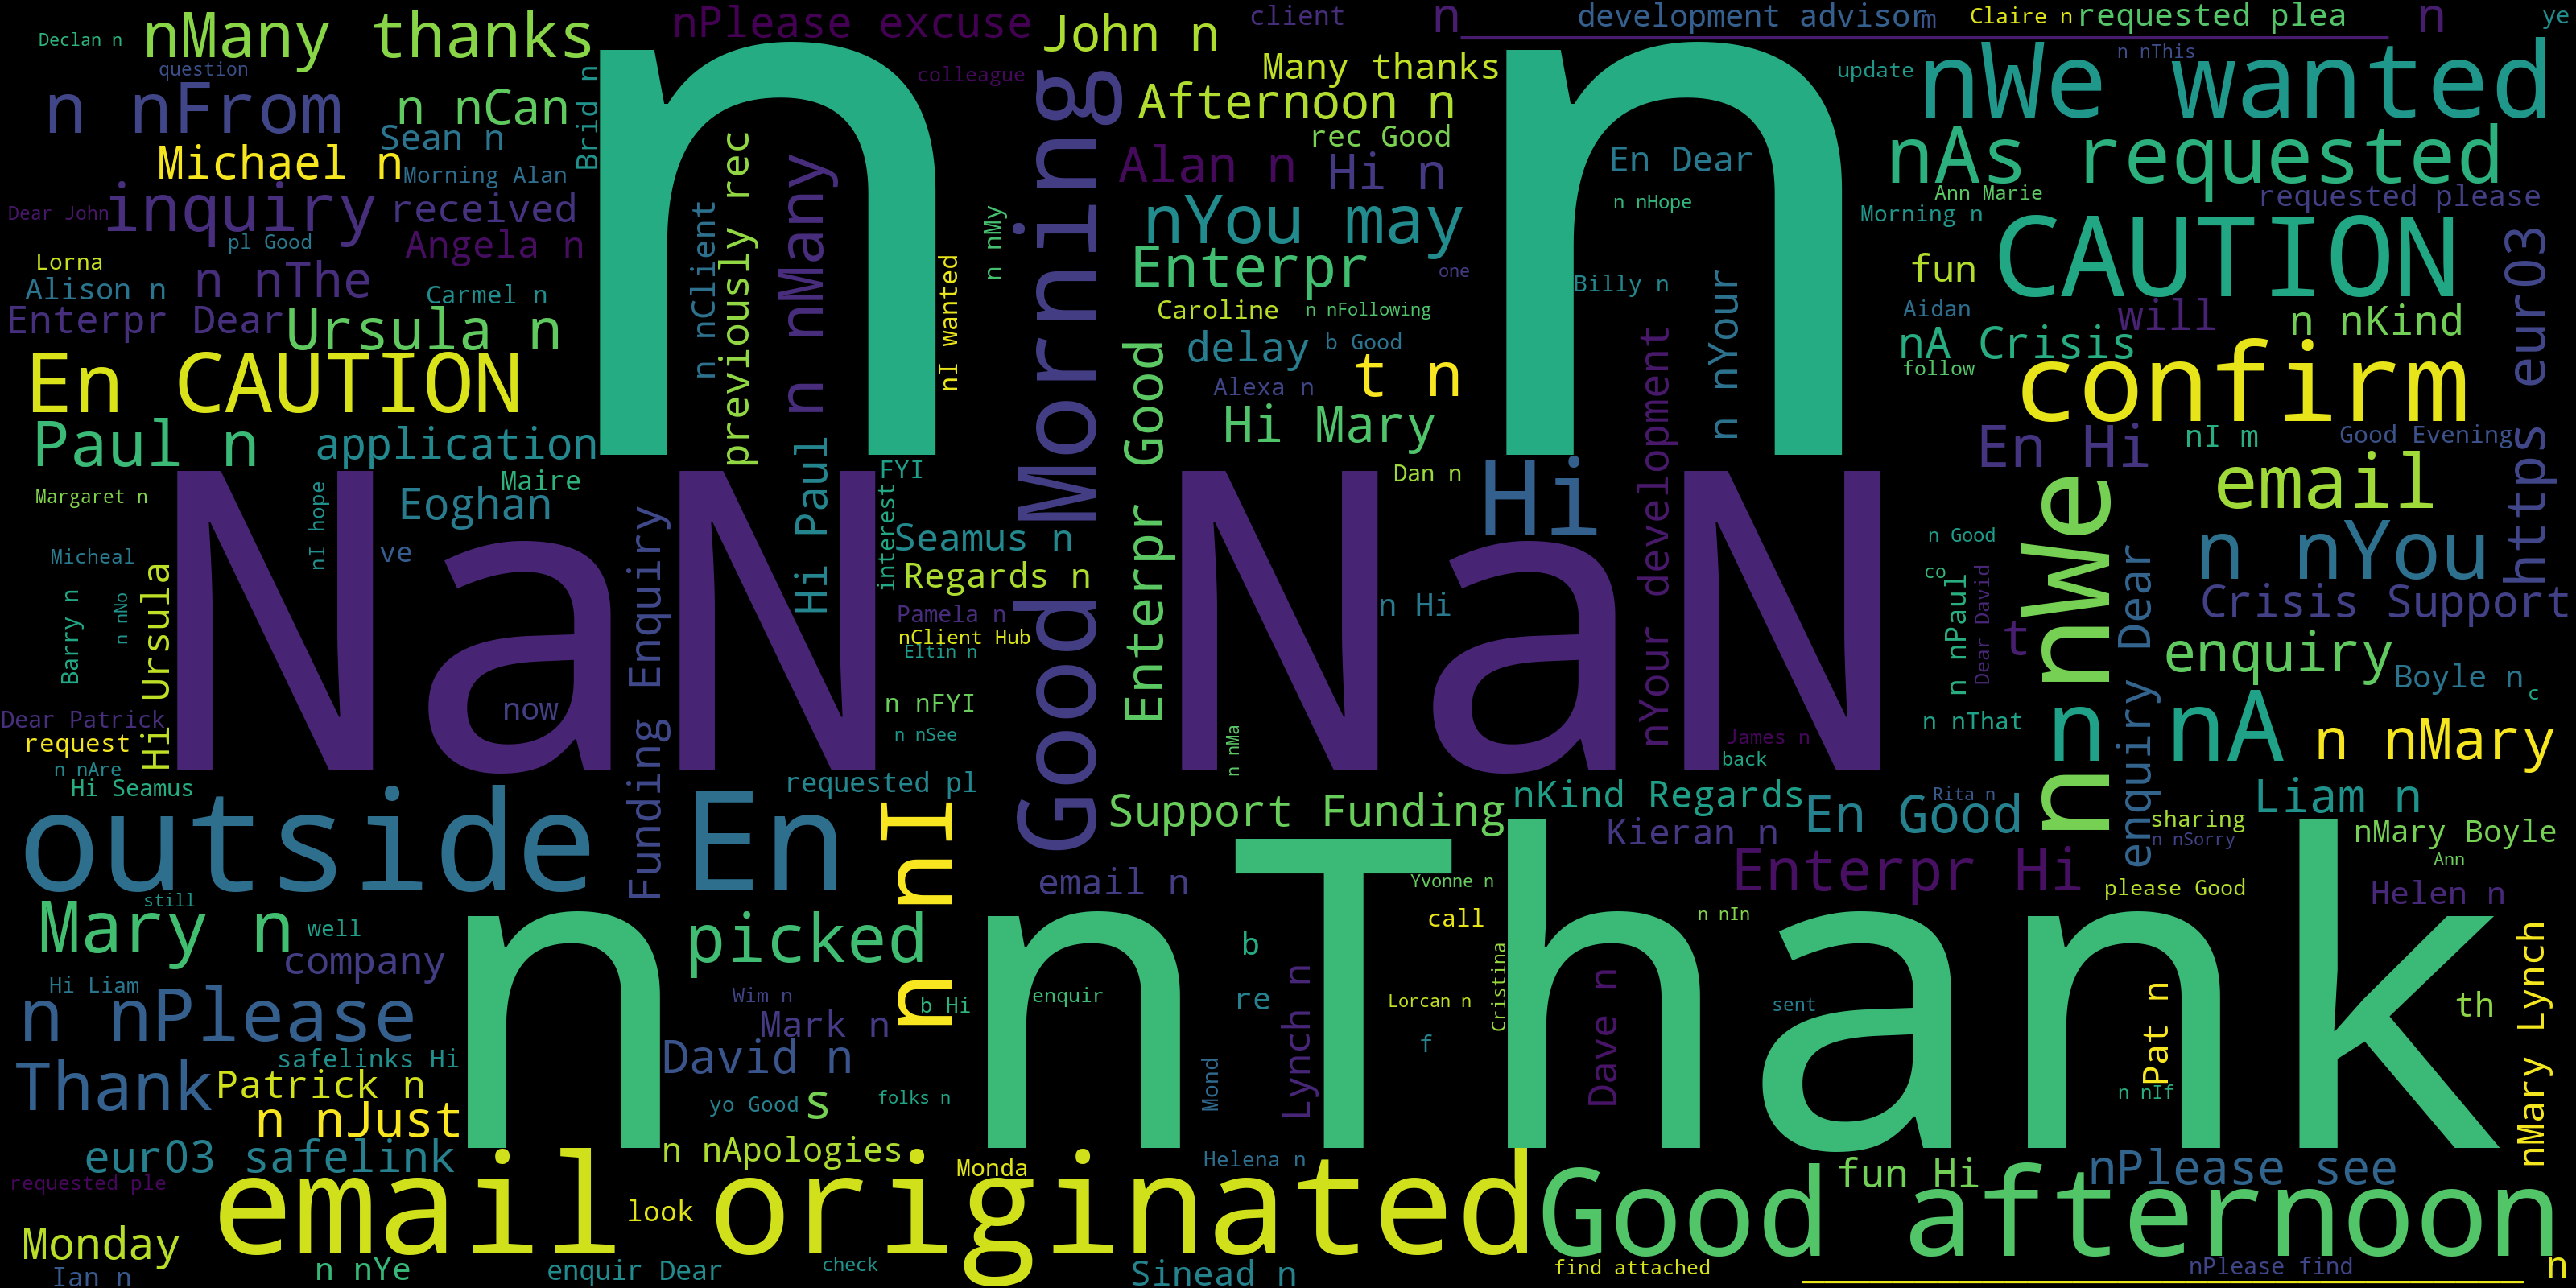 Declan n
nMany thanks
nPlease excuse
John n
client
n
development advisor
m
Claire n
requested plea
n
ye
question
colleague
Many thanks
update
n nThis
nWe wanted
n nFrom
n nCan
Brid n
n
Afternoon n
n
Sean n
rec Good
nAs requested
Michael n
Morning Alan
previously rec
n nMany
Good Morning
Alan n
Hi n
En Dear
Ann Marie
requested please
Dear John
inquiry
received
n nClient
n nMy
nYou may
n nHope
Morning n
CAUTION
pl Good
Angela n
Lorna
n nThe
nI wanted
Enterpr
one
Billy n
n nYour
fun
https eur03
Alison n
Carmel n
Caroline
n nFollowing
Aidan
will
n nKind
Enterpr Dear
Ursula n
delay
b Good
nA Crisis
En CAUTION
Enterpr Good
Alexa n
t n
follow
confirm
Paul n
application
Hi Paul
Hi Mary
nYour development
En Hi
nI m
Good Evening
NaN NaN
Margaret n
nI hope
Maire
Eoghan
FYI
Dan n
Hi
email
Micheal
ve
Funding Enquiry
interest
Seamus n
n Good
n nWe
n nYou
Barry n
n nNo
Hi Ursula
Regards n
n Hi
co
n nPaul
Dear David
t
enquiry Dear
Crisis Support
Pamela n
nClient Hub
Eltin n
enquiry
Boyle n
c
Dear Patrick
now
n nFYI
n nThat
n nA
n nMary
request
n nSee
n nMa
James n
back
n nAre
Hi Seamus
requested pl
n nI
Support Funding
nKind Regards
En Good
Rita n
Liam n
outside En
Kieran n
sharing
n nSorry
nMary Boyle
Ann
email n
Yvonne n
Enterpr Hi
please Good
Helen n
still
Mary n
well
picked
n nThank
call
n nIn
nMary Lynch
company
b
Cristina
Hi Liam
n nPlease
Wim n
b Hi
enquir
re
Lynch n
Lorcan n
Dave n
sent
Pat n
th
Mark n
safelinks Hi
David n
f
Thank
Patrick n
Mond
yo Good
s
folks n
n nIf
n nJust
eur03 safelink
n nApologies
Monda
Helena n
fun Hi
nPlease see
requested ple
email originated
look
Good afternoon
Monday
Ian n
n nYe
enquir Dear
check
Sinead n
find attached
nPlease find
n